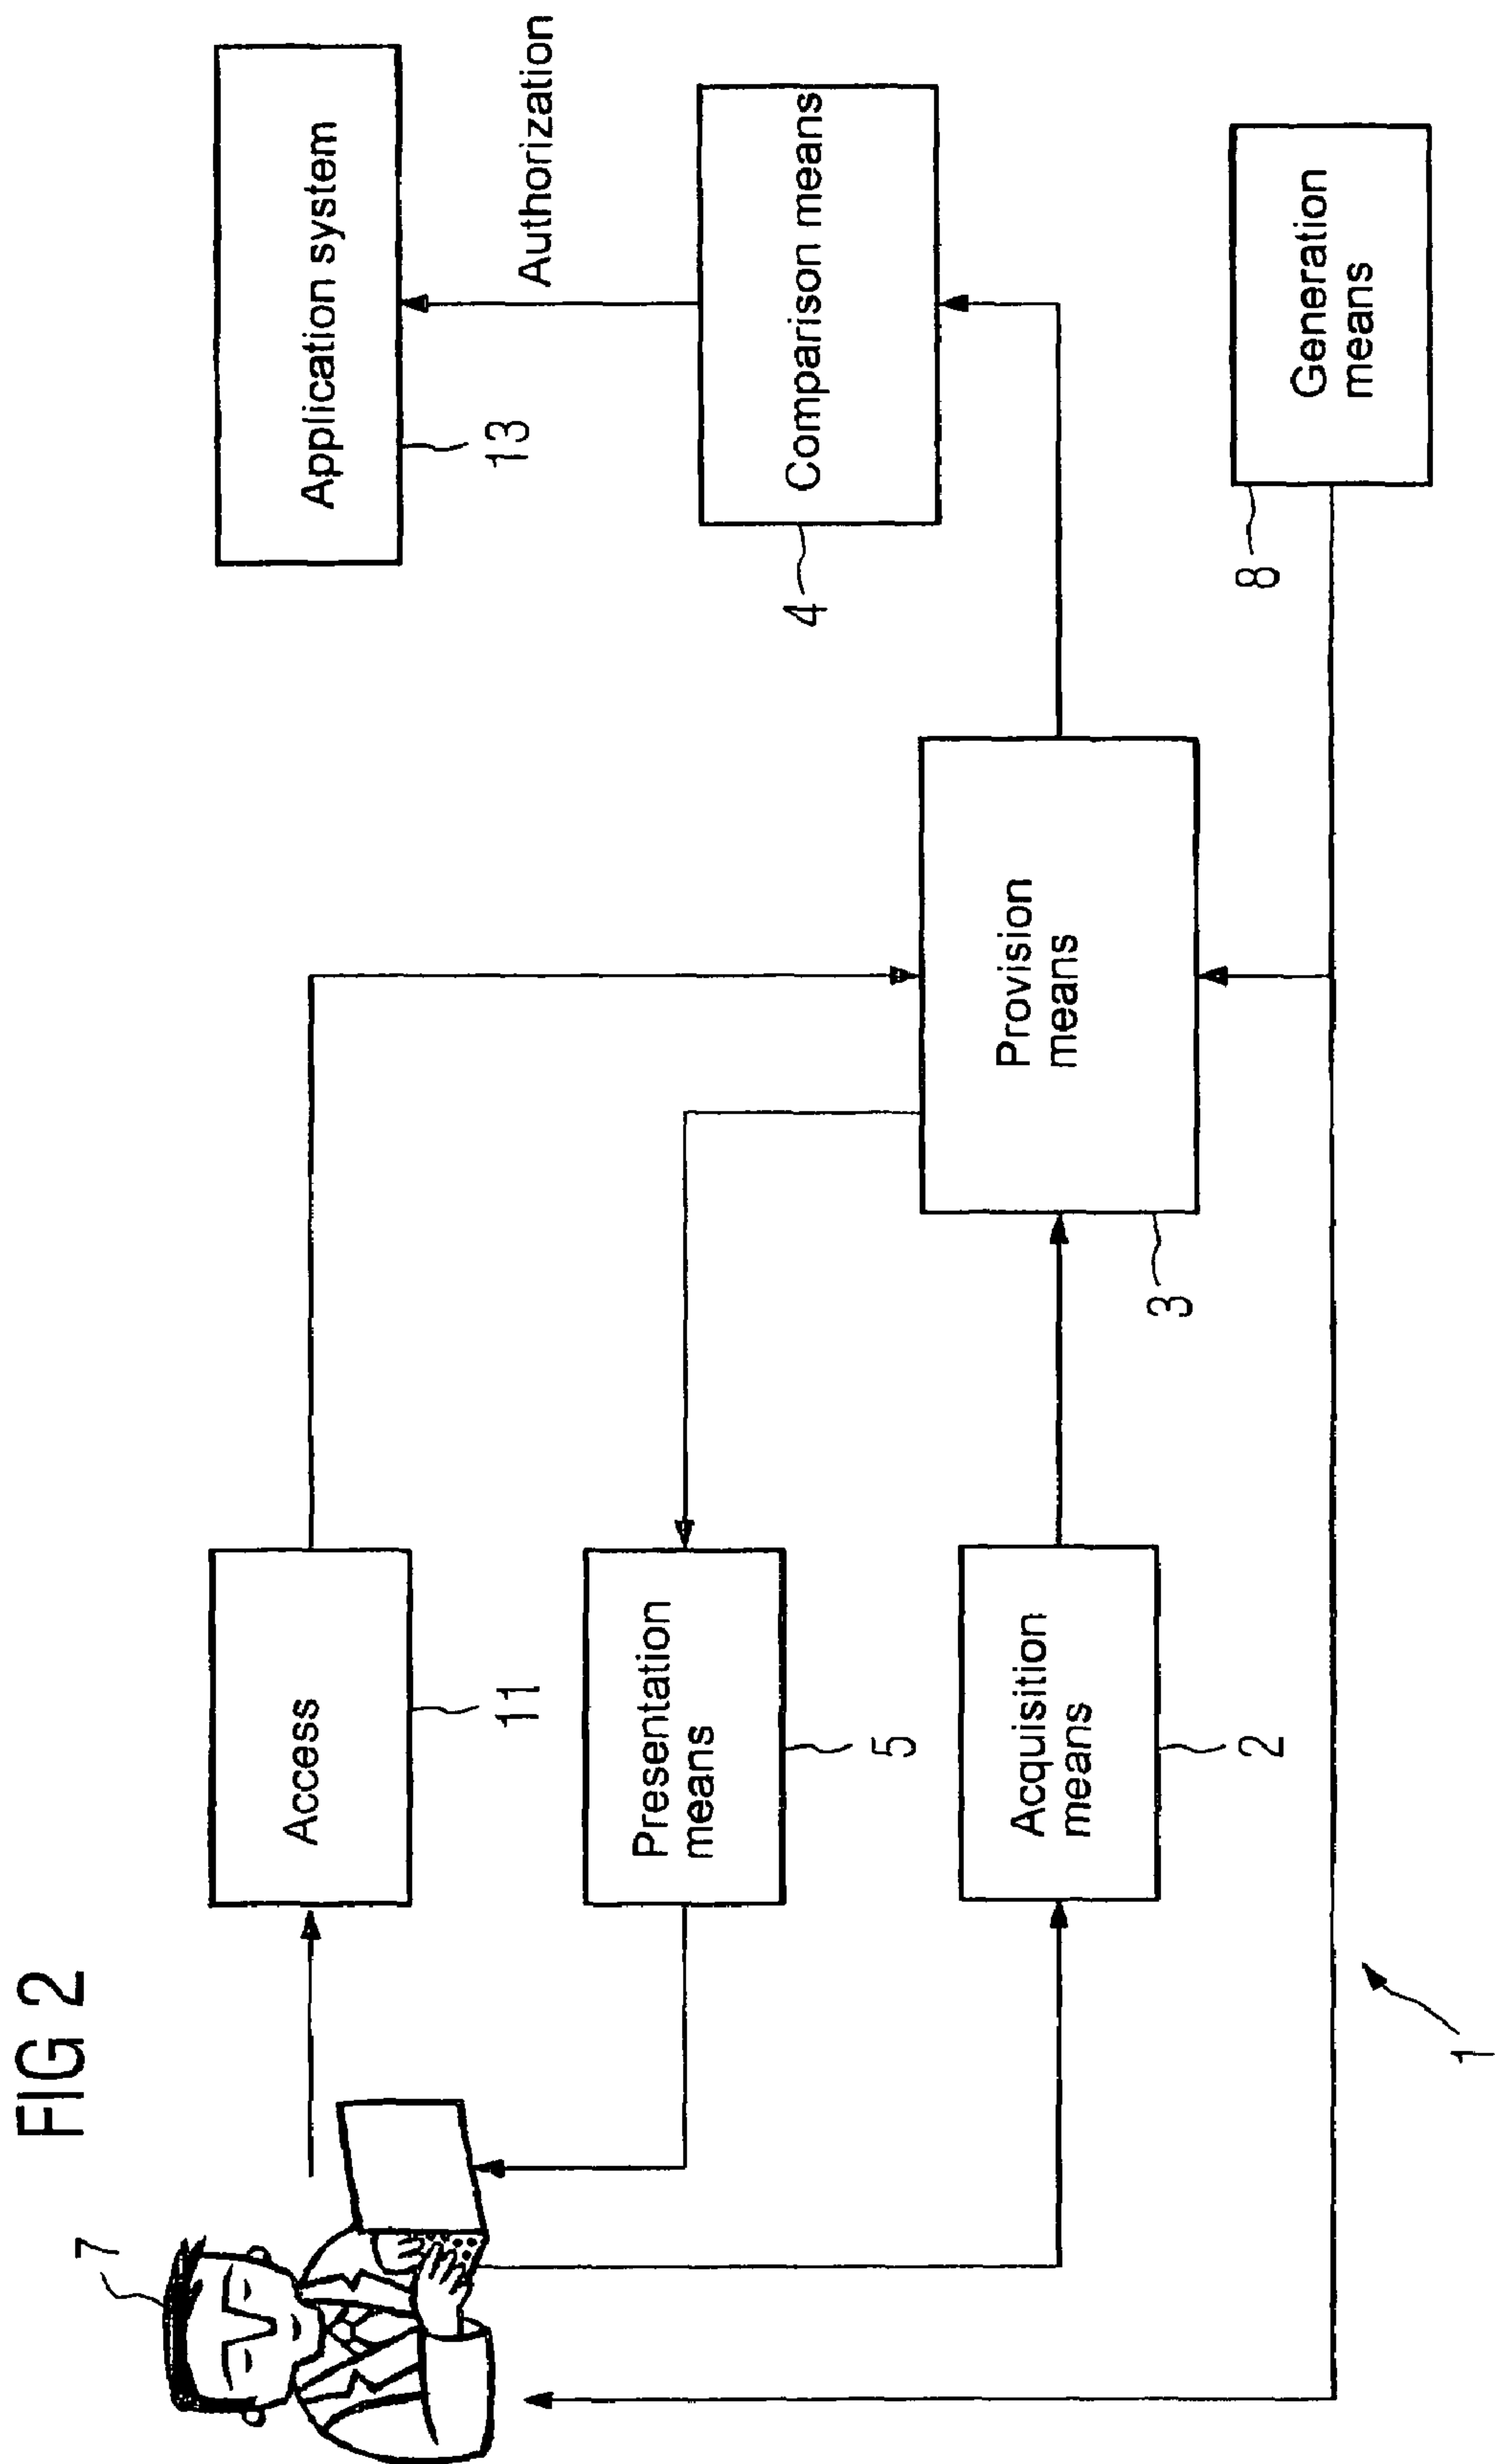 FIG 2
7
Access
11
Application system
13
Authorization
Presentation
means
5
Comparison means
4
Acquisition
means
2
Provision
means
3
Generation
means
8
1